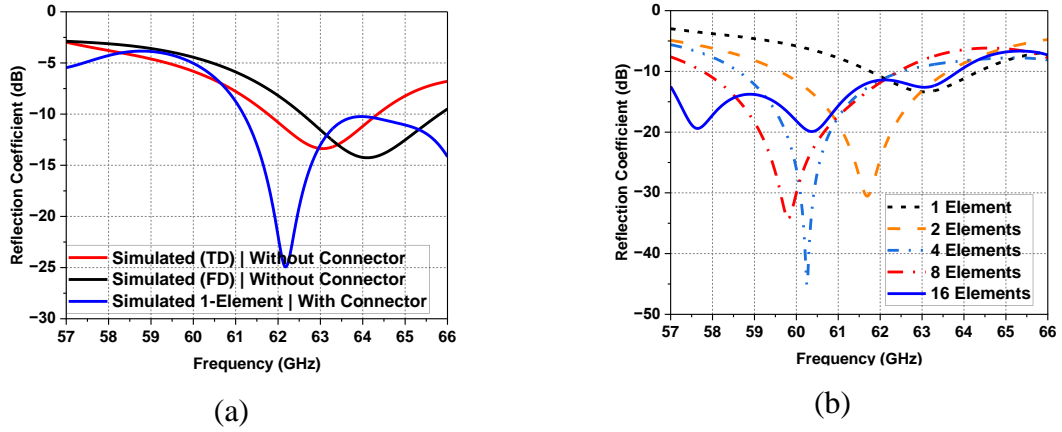 0
−5
−10
−15
−20
−25
−30
Reflection Coefficient (dB)
Simulated (TD) | Without Connector
Simulated (FD) | Without Connector
Simulated 1-Element | With Connector
57 58 59 60 61 62 63 64 65 66
Frequency (GHz)
(a)
0
−10
−20
−30
−40
−50
Reflection Coefficient (dB)
1 Element
2 Elements
4 Elements
8 Elements
16 Elements
57 58 59 60 61 62 63 64 65 66
Frequency (GHz)
(b)